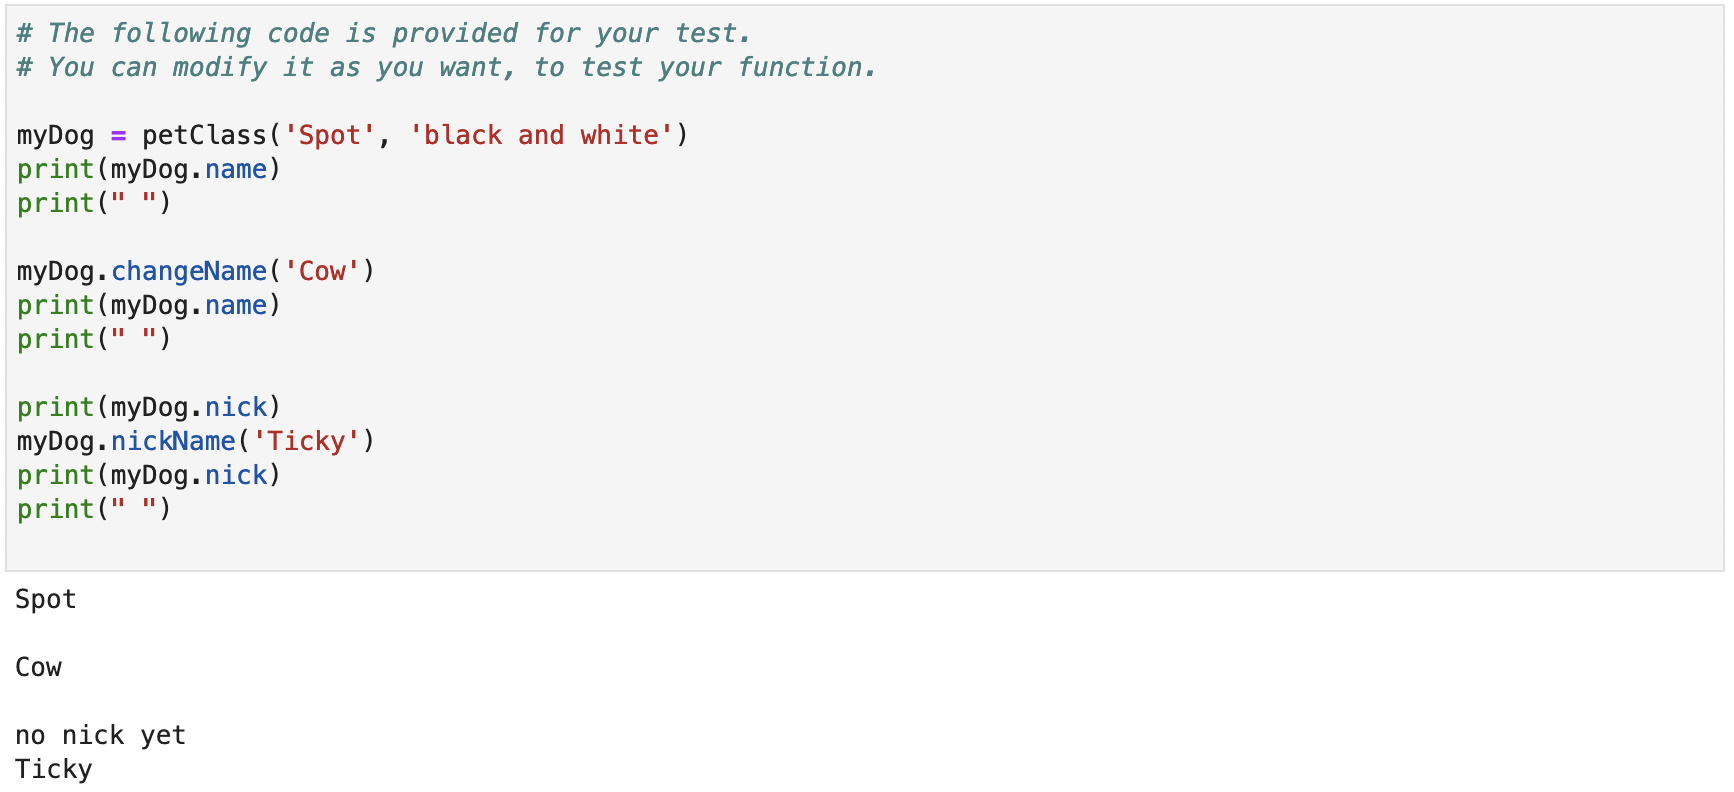 # The following code is provided for your test.
# You can modify it as you want, to test your function.
myDog = petClass('Spot', 'black and white')
print(myDog.name)
print(" ")
myDog.changeName('Cow')
print(myDog.name)
print(" ")
print(myDog.nick)
myDog.nickName('Ticky')
print(myDog.nick)
print(" ")
Spot
Cow
no nick yet
Ticky